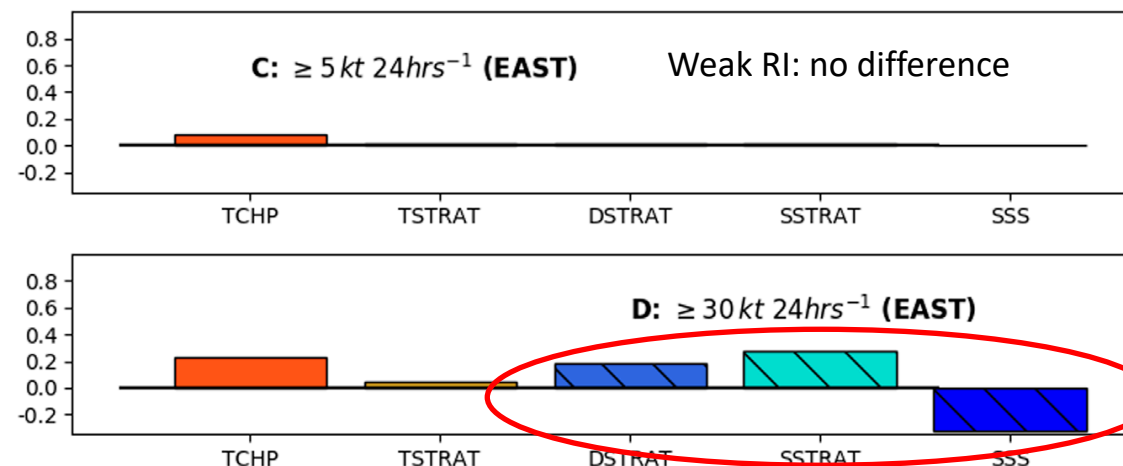 0.8
0.6
0.4
0.2
0.0
-0.2
C: ≥ 5 kt 24hrs⁻¹ (EAST)
Weak RI: no difference
TCHP TSTRAT DSTRAT SSTRAT SSS
0.8
0.6
0.4
0.2
0.0
-0.2
D: ≥ 30 kt 24hrs⁻¹ (EAST)
TCHP TSTRAT DSTRAT SSTRAT SSS